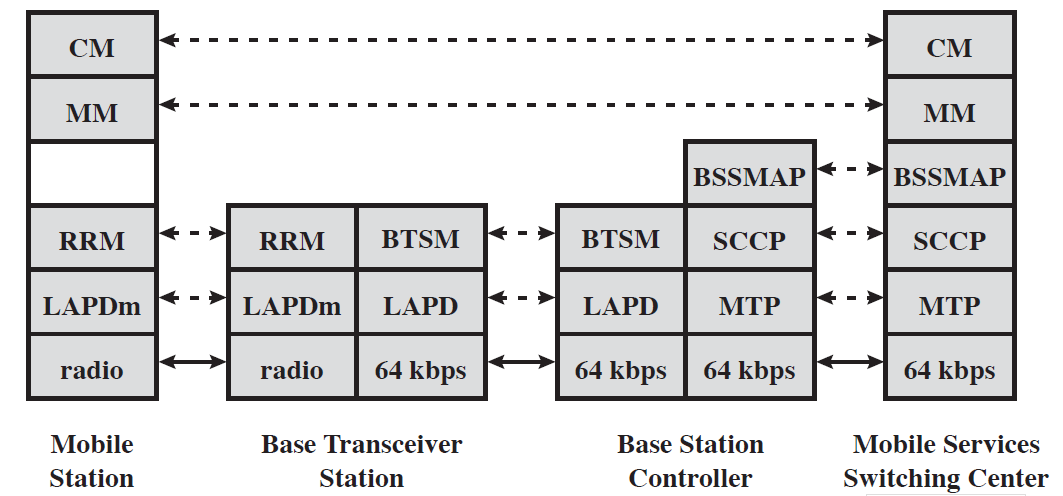 CM
CM
MM
MM
BSSMAP
BSSMAP
RRM
RRM
BTSM
BTSM
SCCP
SCCP
LAPDm
LAPDm
LAPD
LAPD
MTP
MTP
radio
radio
64 kbps
64 kbps
64 kbps
64 kbps
Mobile
Station
Base Transceiver
Station
Base Station
Controller
Mobile Services
Switching Center